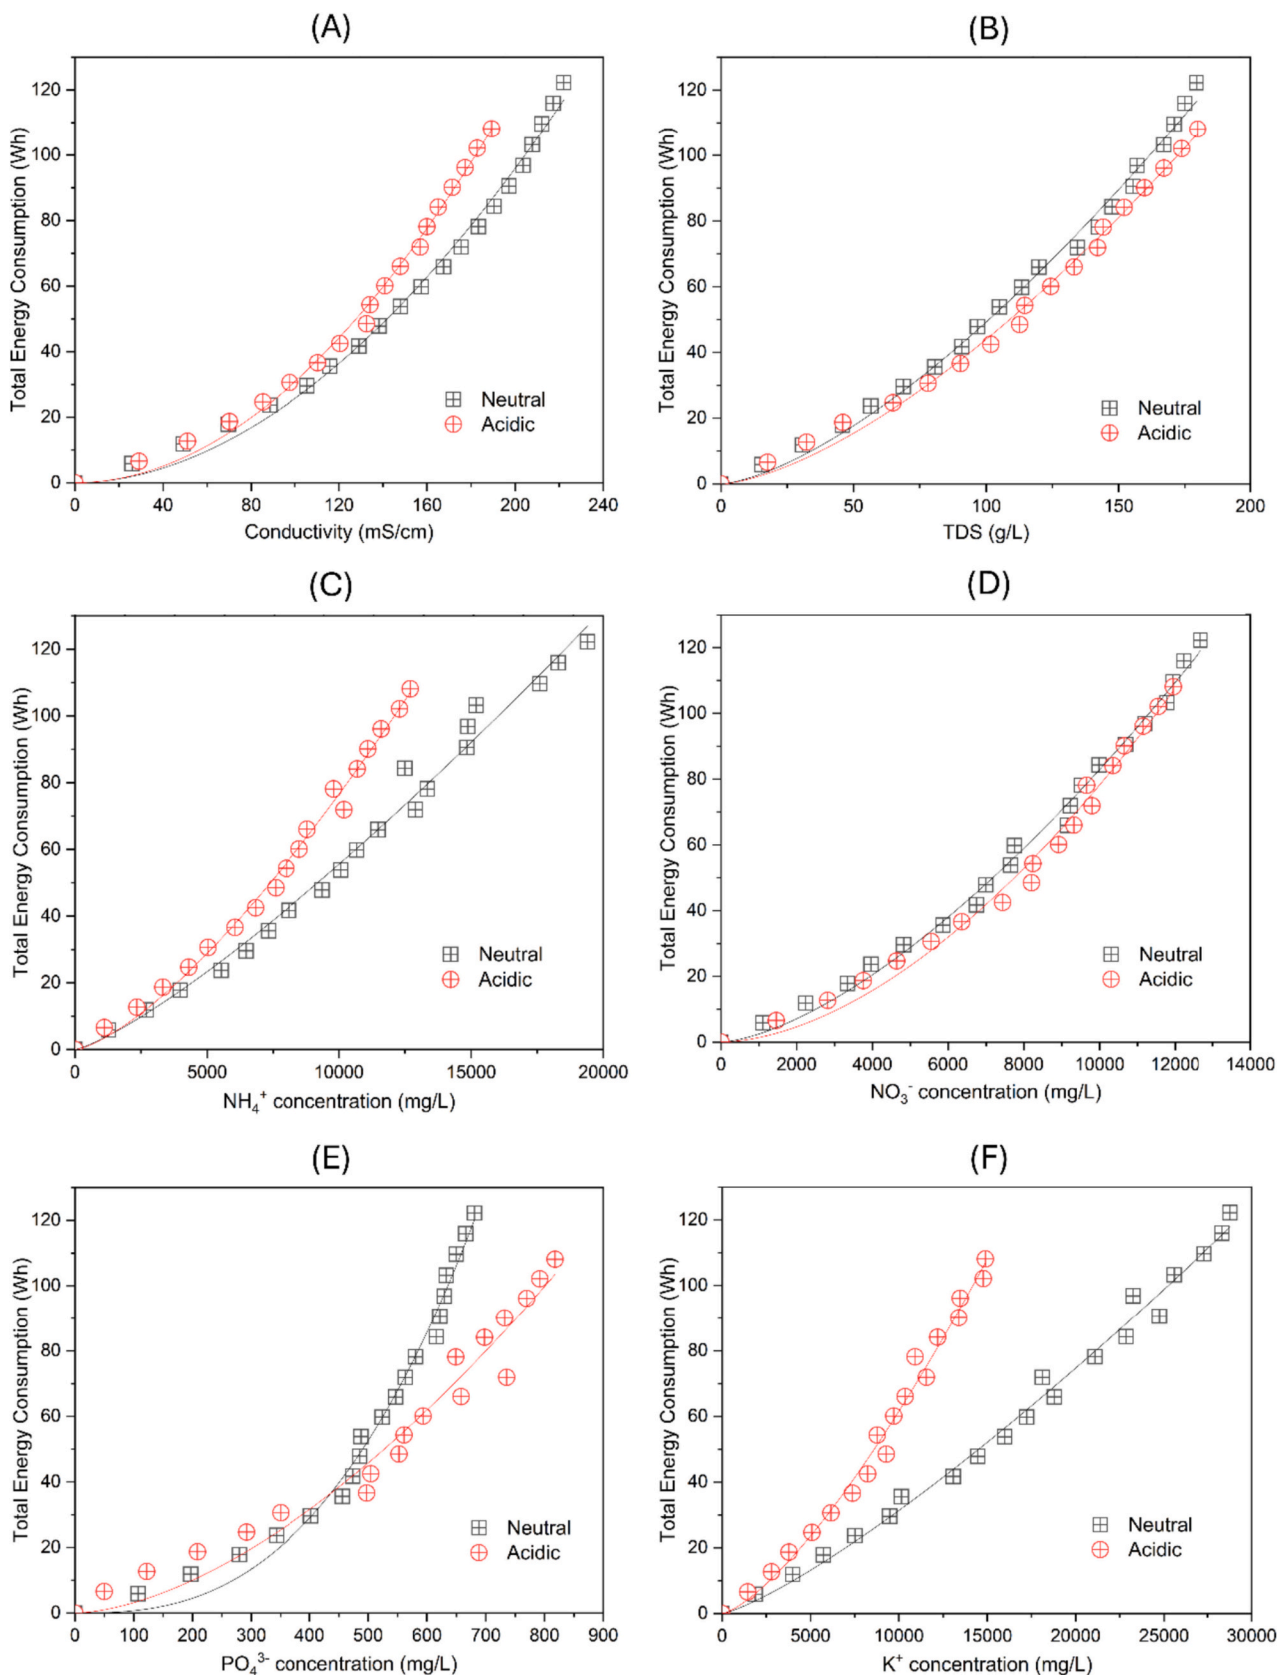 (A)
Total Energy Consumption (Wh)
120
100
80
60
40
20
0
Neutral
Acidic
0 40 80 120 160 200 240
Conductivity (mS/cm)
(B)
Total Energy Consumption (Wh)
120
100
80
60
40
20
0
Neutral
Acidic
0 50 100 150 200
TDS (g/L)
(C)
Total Energy Consumption (Wh)
120
100
80
60
40
20
0
Neutral
Acidic
0 5000 10000 15000 20000
NH₄⁺ concentration (mg/L)
(D)
Total Energy Consumption (Wh)
120
100
80
60
40
20
0
Neutral
Acidic
0 2000 4000 6000 8000 10000 12000 14000
NO₃⁻ concentration (mg/L)
(E)
Total Energy Consumption (Wh)
120
100
80
60
40
20
0
Neutral
Acidic
0 100 200 300 400 500 600 700 800 900
PO₄³⁻ concentration (mg/L)
(F)
Total Energy Consumption (Wh)
120
100
80
60
40
20
0
Neutral
Acidic
0 5000 10000 15000 20000 25000 30000
K⁺ concentration (mg/L)